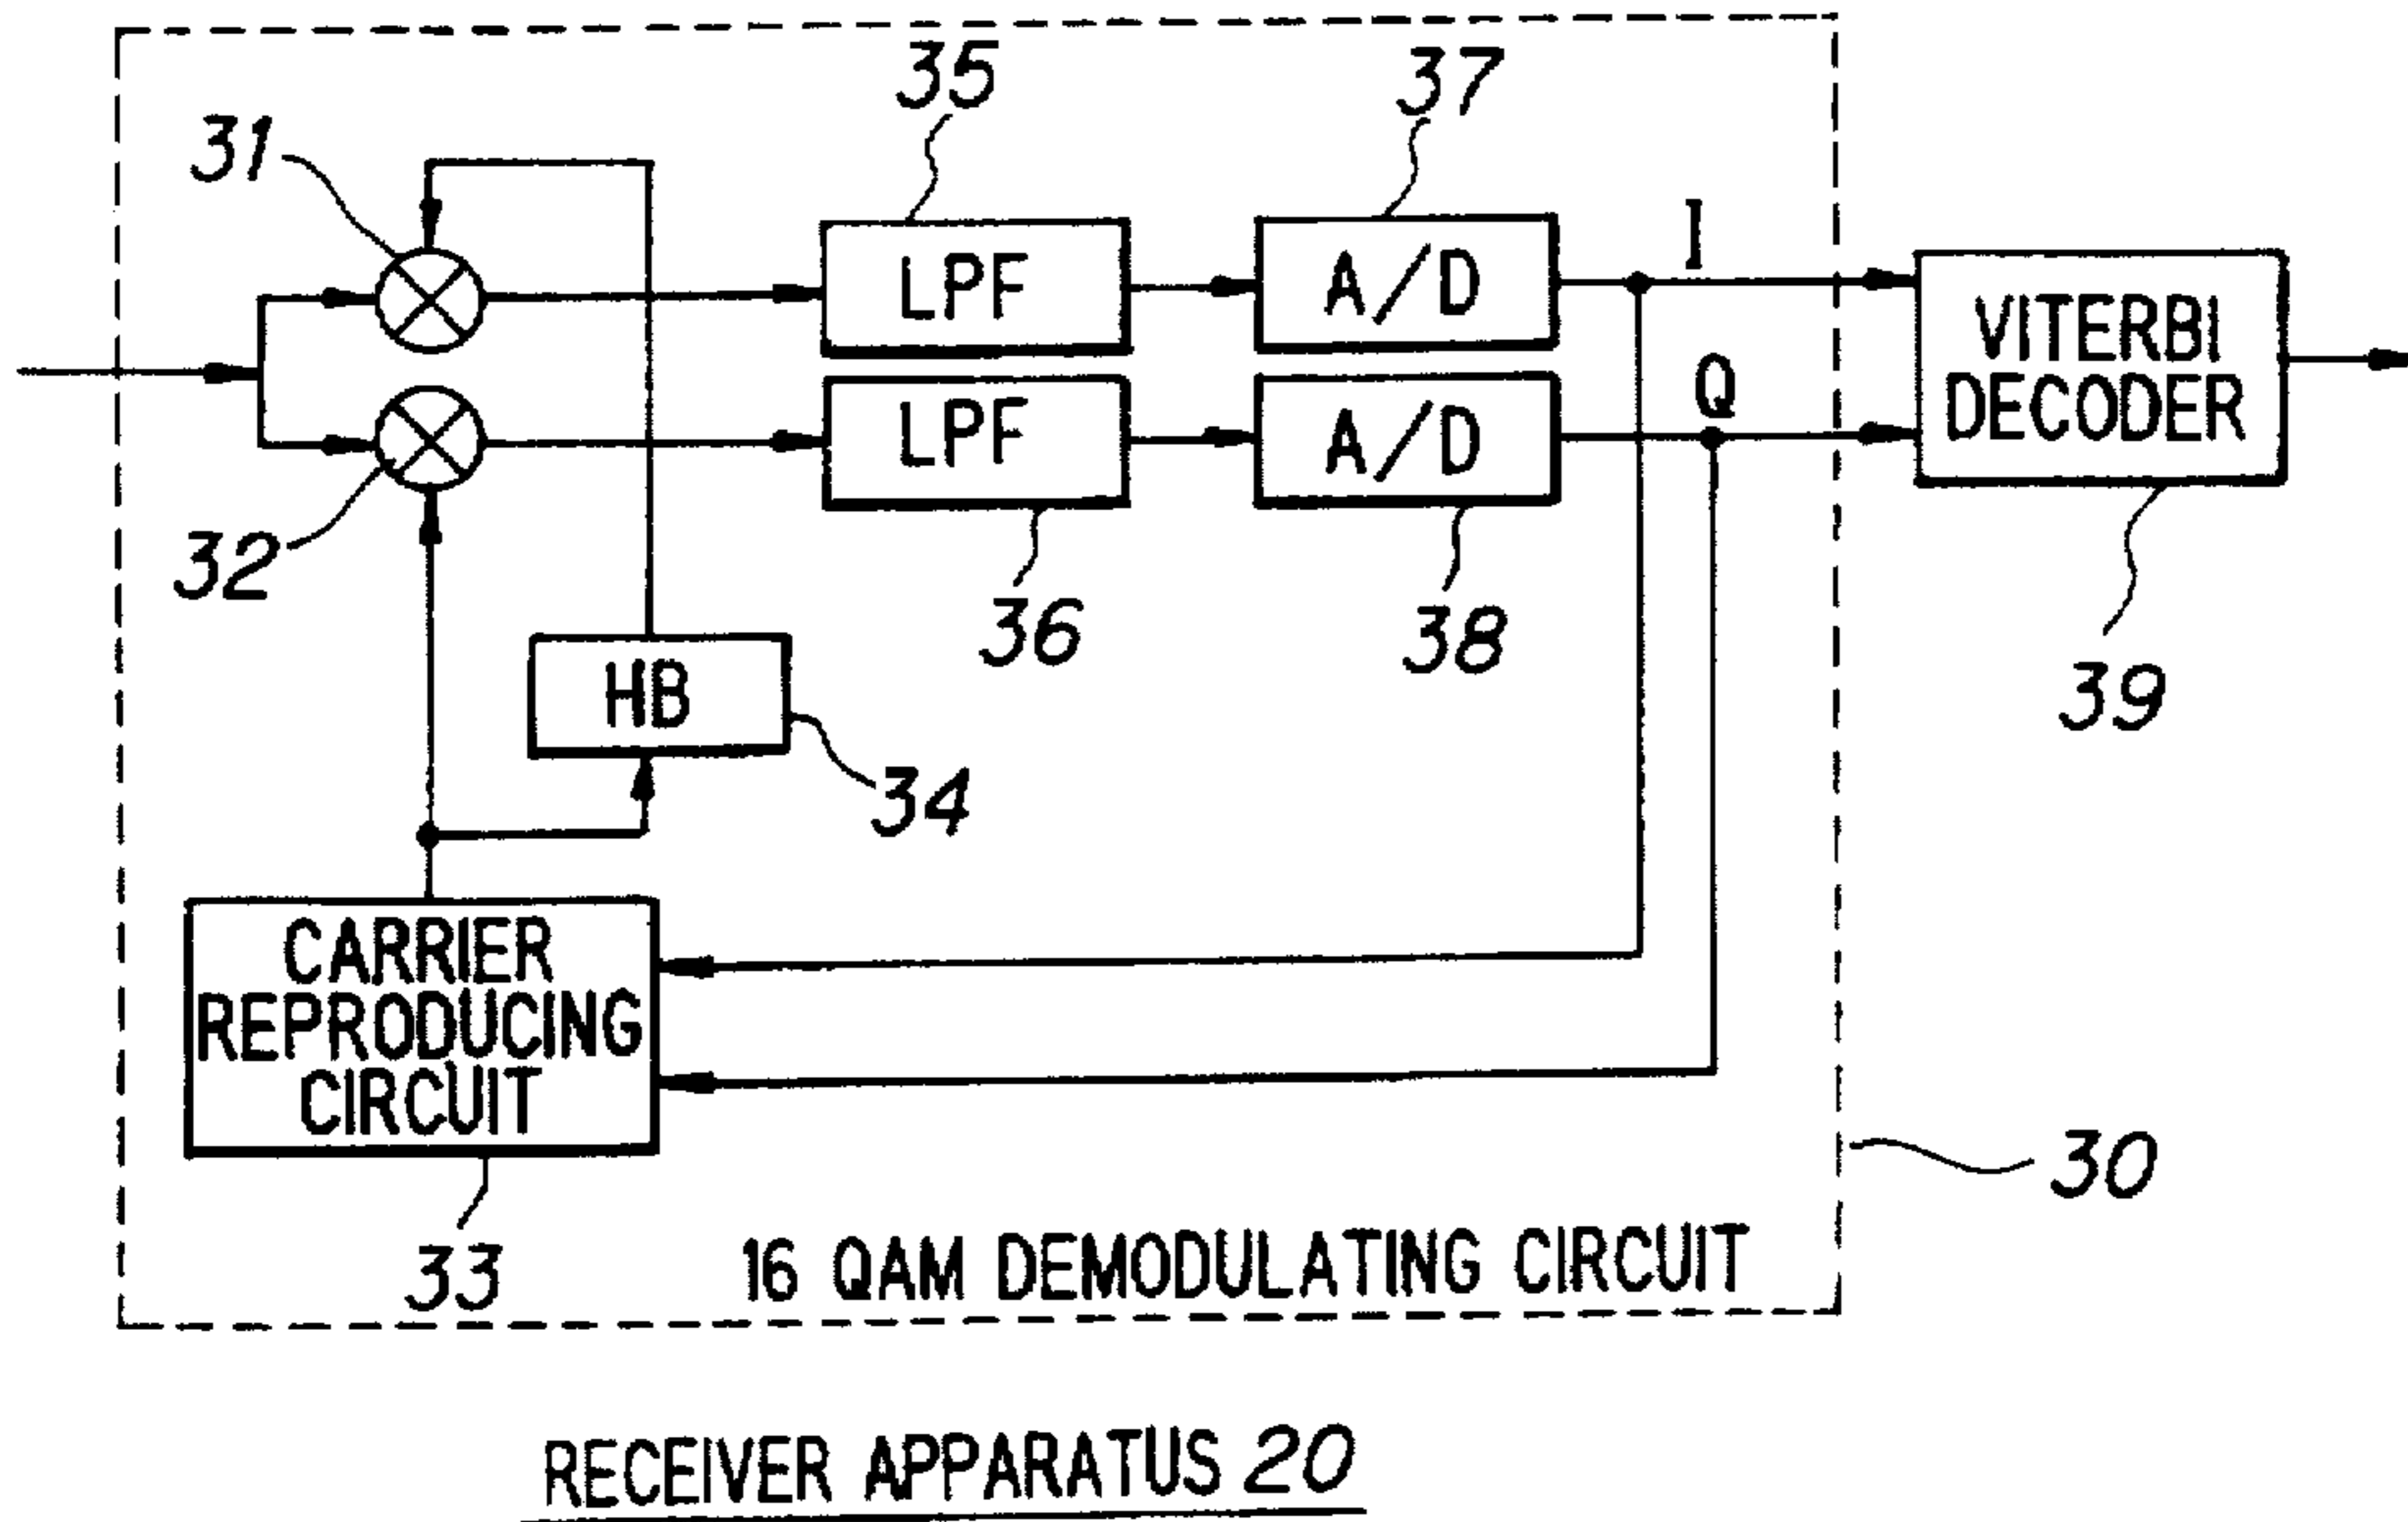 35
37
31
I
LPF
A/D
VITERBI
DECODER
Q
LPF
A/D
32
36
38
39
HB
34
CARRIER
REPRODUCING
CIRCUIT
30
33
16 QAM DEMODULATING CIRCUIT
RECEIVER APPARATUS 20